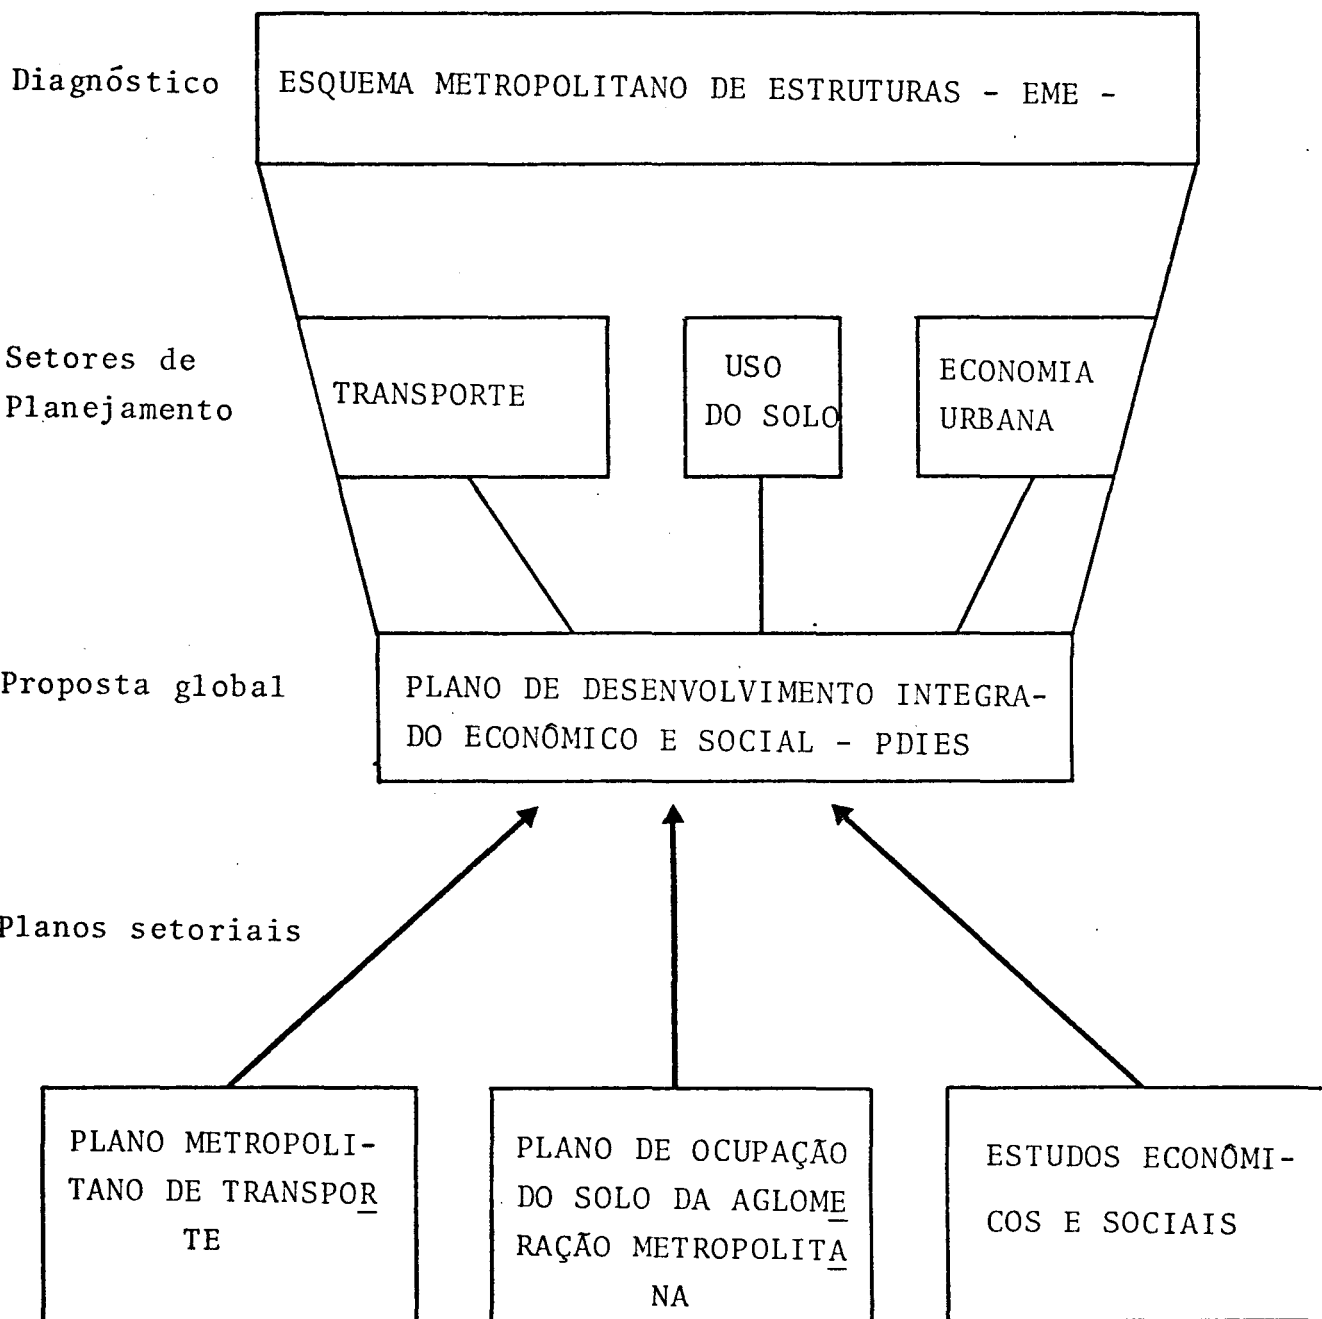 Diagnóstico
ESQUEMA METROPOLITANO DE ESTRUTURAS - EME -
Setores de
Planejamento
TRANSPORTE
USO
DO SOLO
ECONOMIA
URBANA
Proposta global
PLANO DE DESENVOLVIMENTO INTEGRA-
DO ECONÔMICO E SOCIAL - PDIES
Planos setoriais
PLANO METROPOLI-
TANO DE TRANSPOR
TE
PLANO DE OCUPAÇÃO
DO SOLO DA AGLOME
RAÇÃO METROPOLITA
NA
ESTUDOS ECONÔMI-
COS E SOCIAIS